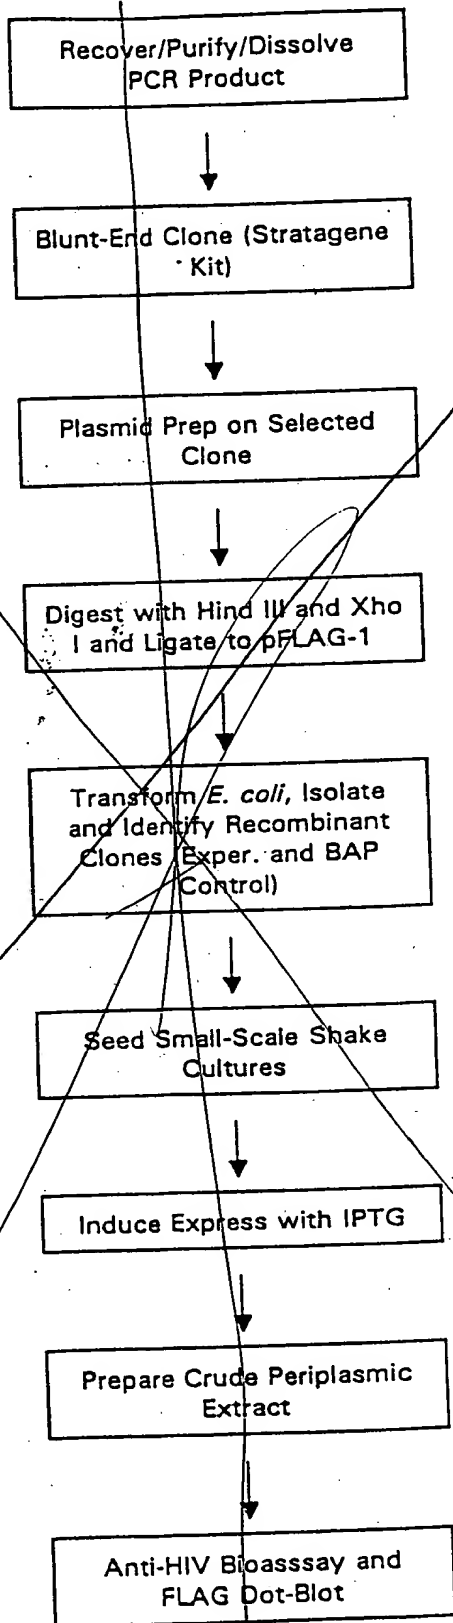 Recover/Purify/Dissolve
PCR Product
Blunt-End Clone (Stratagene
Kit)
Plasmid Prep on Selected
Clone
Digest with Hind III and Xho
I and Ligate to pFLAG-1
Transform E. coli, Isolate
and Identify Recombinant
Clones (Exper. and BAP
Control)
Seed Small-Scale Shake
Cultures
Induce Express with IPTG
Prepare Crude Periplasmic
Extract
Anti-HIV Bioasssay and
FLAG Dot-Blot